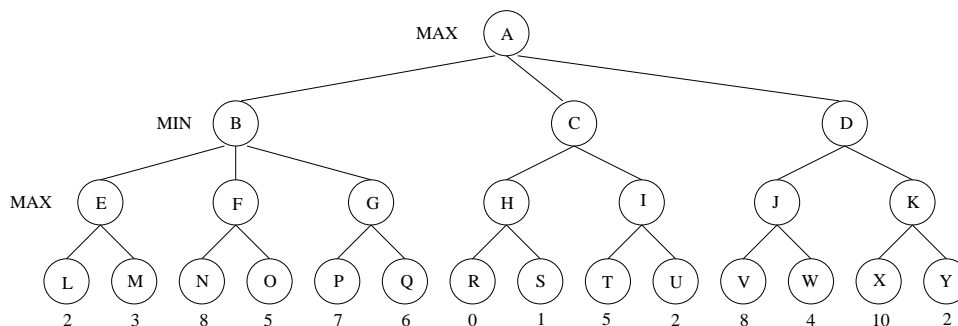 MAX A
MIN B C D
MAX E F G H I J K
L M N O P Q R S T U V W X Y
2 3 8 5 7 6 0 1 5 2 8 4 10 2